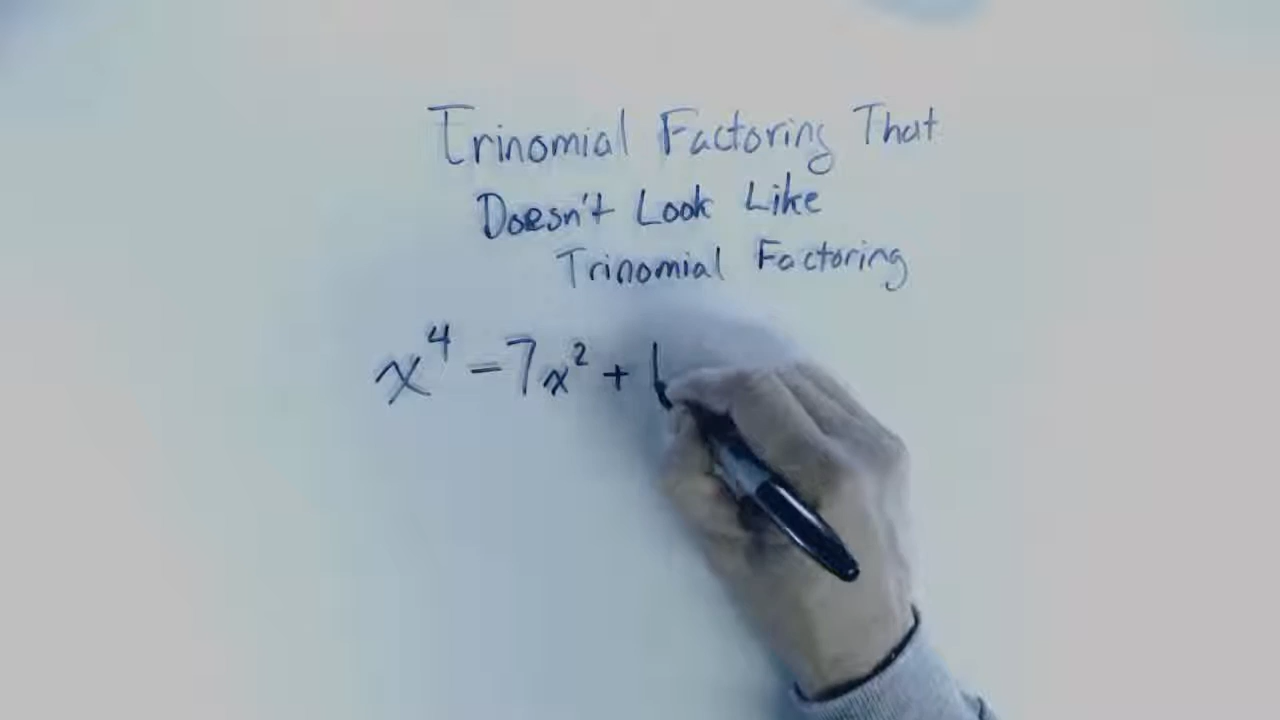 Trinomial Factoring That
Doesn't Look Like
Trinomial Factoring
x⁴ - 7x² +